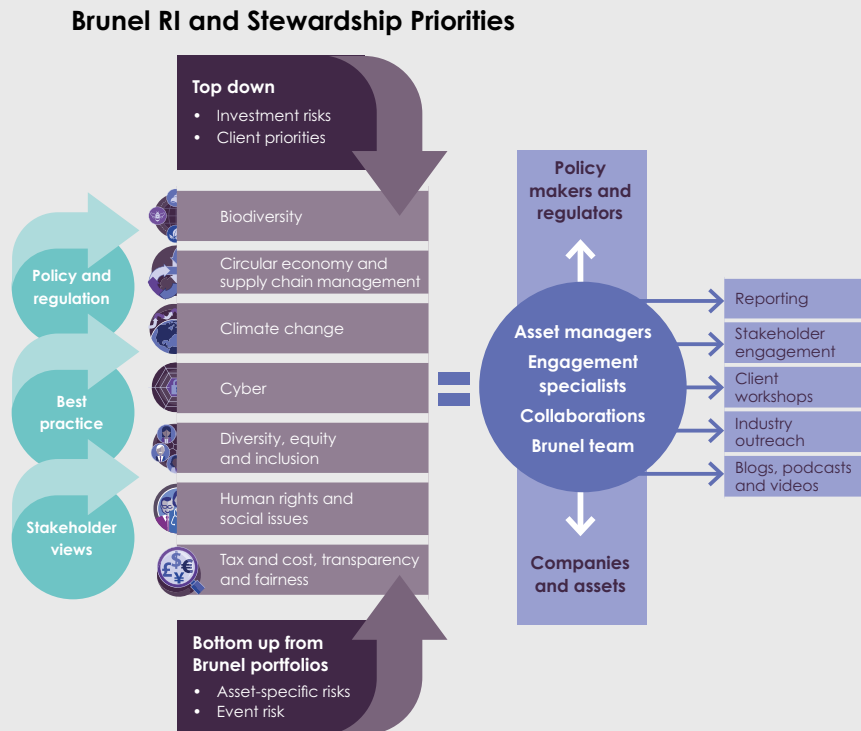 Brunel RI and Stewardship Priorities
Top down
• Investment risks
• Client priorities
Policy and
regulation
Best
practice
Stakeholder
views
Biodiversity
Circular economy and
supply chain management
Climate change
Cyber
Diversity, equity
and inclusion
Human rights and
social issues
Tax and cost, transparency
and fairness
£ $ € ¥
Bottom up from
Brunel portfolios
• Asset-specific risks
• Event risk
=
Policy
makers and
regulators
Asset managers
Engagement
specialists
Collaborations
Brunel team
Companies
and assets
Reporting
Stakeholder
engagement
Client
workshops
Industry
outreach
Blogs, podcasts
and videos